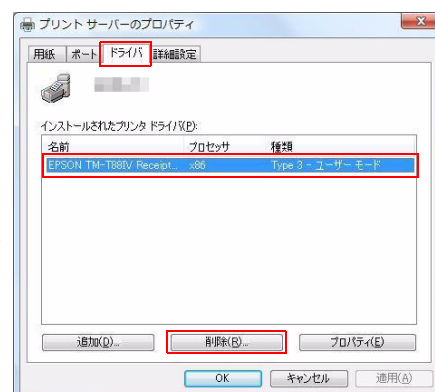 プリント サーバーのプロパティ
用紙 ポート ドライバ 詳細設定
インストールされたプリンタ ドライバ(P):
名前 プロセッサ 種類
EPSON TM-T88IV Receipt... x86 Type 3 - ユーザー モード
追加(D)... 削除(R)... プロパティ(E)
OK キャンセル 適用(A)